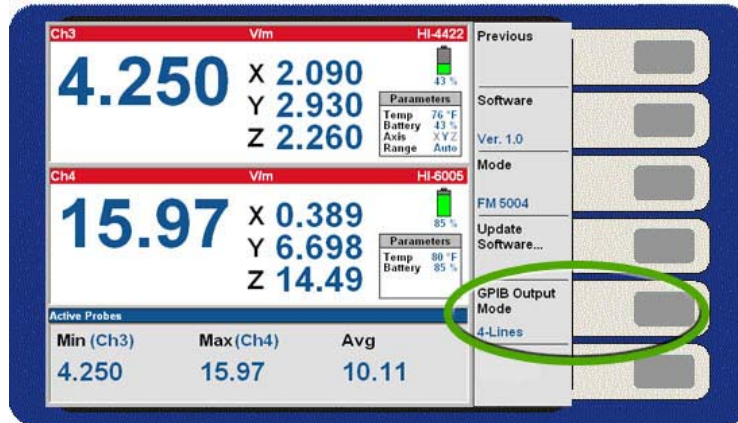 Ch3 V/m HI-4422
4.250
X 2.090
Y 2.930
Z 2.260
43 %
Parameters
Temp 76 °F
Battery 43 %
Axis X Y Z
Range Auto
Ch4 V/m HI-6005
15.97
X 0.389
Y 6.698
Z 14.49
85 %
Parameters
Temp 80 °F
Battery 85 %
Active Probes
Min (Ch3) Max (Ch4) Avg
4.250 15.97 10.11
Previous
Software
Ver. 1.0
Mode
FM 5004
Update
Software...
GPIB Output
Mode
4-Lines